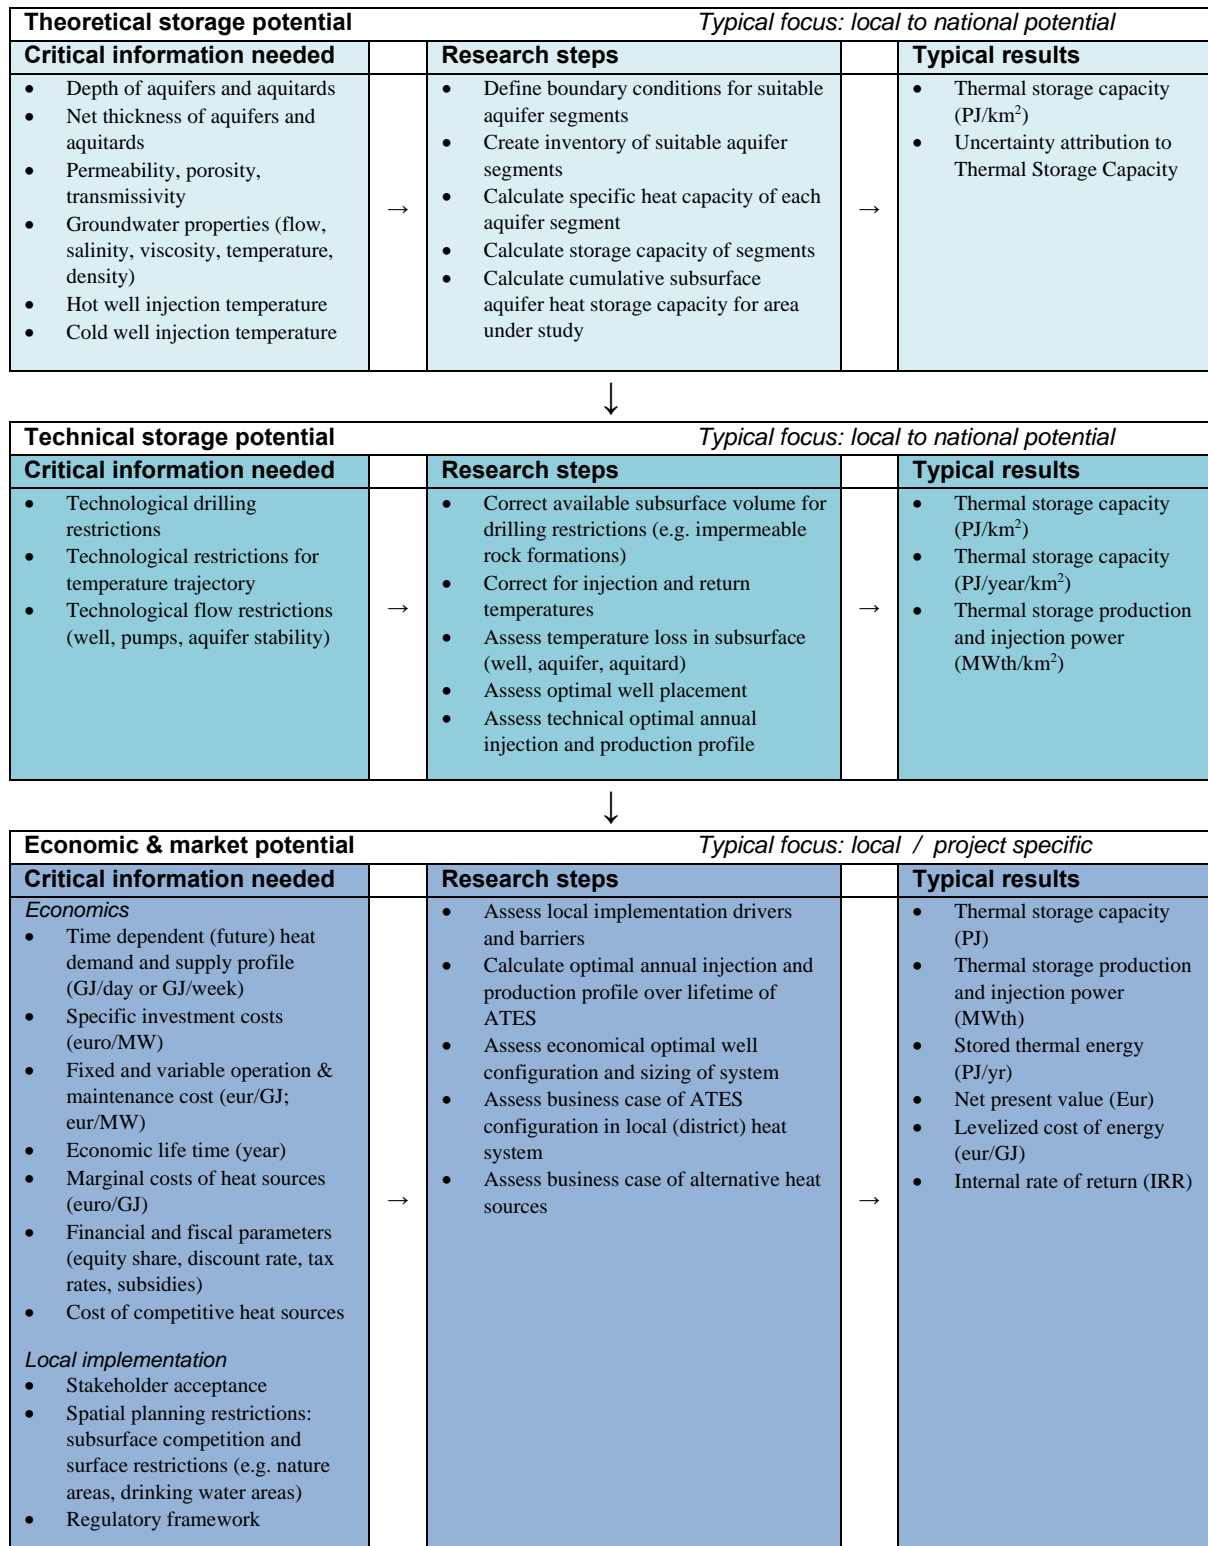 Theoretical storage potential Typical focus: local to national potential
Critical information needed Research steps Typical results
• Depth of aquifers and aquitards
• Net thickness of aquifers and
aquitards
• Permeability, porosity,
transmissivity
• Groundwater properties (flow,
salinity, viscosity, temperature,
density)
• Hot well injection temperature
• Cold well injection temperature
→
• Define boundary conditions for suitable
aquifer segments
• Create inventory of suitable aquifer
segments
• Calculate specific heat capacity of each
aquifer segment
• Calculate storage capacity of segments
• Calculate cumulative subsurface
aquifer heat storage capacity for area
under study
→
• Thermal storage capacity
(PJ/km²)
• Uncertainty attribution to
Thermal Storage Capacity
↓
Technical storage potential Typical focus: local to national potential
Critical information needed Research steps Typical results
• Technological drilling
restrictions
• Technological restrictions for
temperature trajectory
• Technological flow restrictions
(well, pumps, aquifer stability)
→
• Correct available subsurface volume for
drilling restrictions (e.g. impermeable
rock formations)
• Correct for injection and return
temperatures
• Assess temperature loss in subsurface
(well, aquifer, aquitard)
• Assess optimal well placement
• Assess technical optimal annual
injection and production profile
→
• Thermal storage capacity
(PJ/km²)
• Thermal storage capacity
(PJ/year/km²)
• Thermal storage production
and injection power
(MWth/km²)
↓
Economic & market potential Typical focus: local / project specific
Critical information needed Research steps Typical results
Economics
• Time dependent (future) heat
demand and supply profile
(GJ/day or GJ/week)
• Specific investment costs
(euro/MW)
• Fixed and variable operation &
maintenance cost (eur/GJ;
eur/MW)
• Economic life time (year)
• Marginal costs of heat sources
(euro/GJ)
• Financial and fiscal parameters
(equity share, discount rate, tax
rates, subsidies)
• Cost of competitive heat sources
Local implementation
• Stakeholder acceptance
• Spatial planning restrictions:
subsurface competition and
surface restrictions (e.g. nature
areas, drinking water areas)
• Regulatory framework
→
• Assess local implementation drivers
and barriers
• Calculate optimal annual injection and
production profile over lifetime of
ATES
• Assess economical optimal well
configuration and sizing of system
• Assess business case of ATES
configuration in local (district) heat
system
• Assess business case of alternative heat
sources
→
• Thermal storage capacity
(PJ)
• Thermal storage production
and injection power
(MWth)
• Stored thermal energy
(PJ/yr)
• Net present value (Eur)
• Levelized cost of energy
(eur/GJ)
• Internal rate of return (IRR)